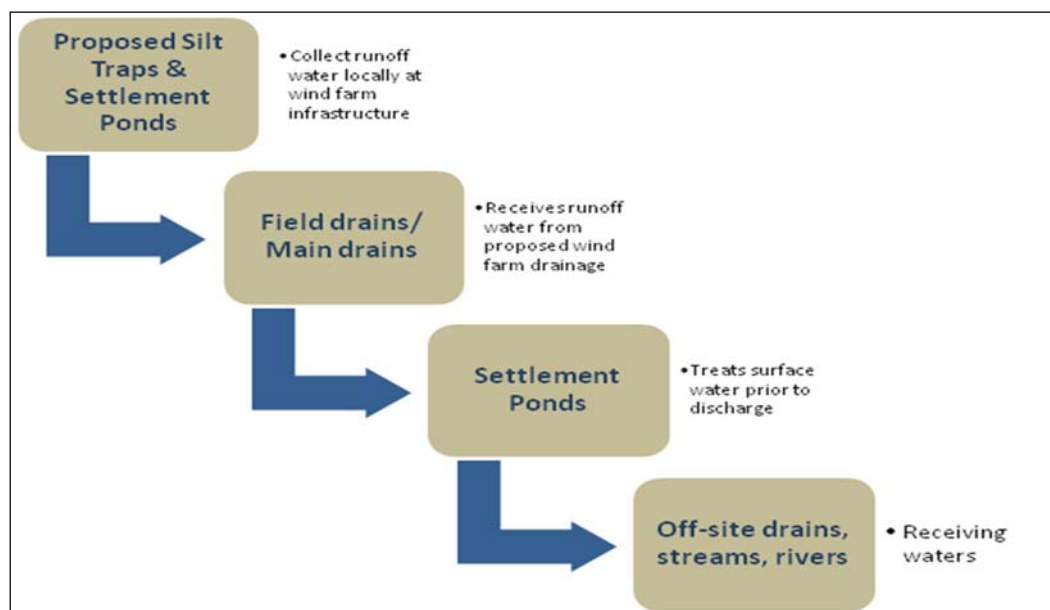 Proposed Silt
Traps &
Settlement
Ponds
•Collect runoff
water locally at
wind farm
infrastructure
Field drains/
Main drains
•Receives runoff
water from
proposed wind
farm drainage
Settlement
Ponds
•Treats surface
water prior to
discharge
Off-site drains,
streams, rivers
• Receiving
waters